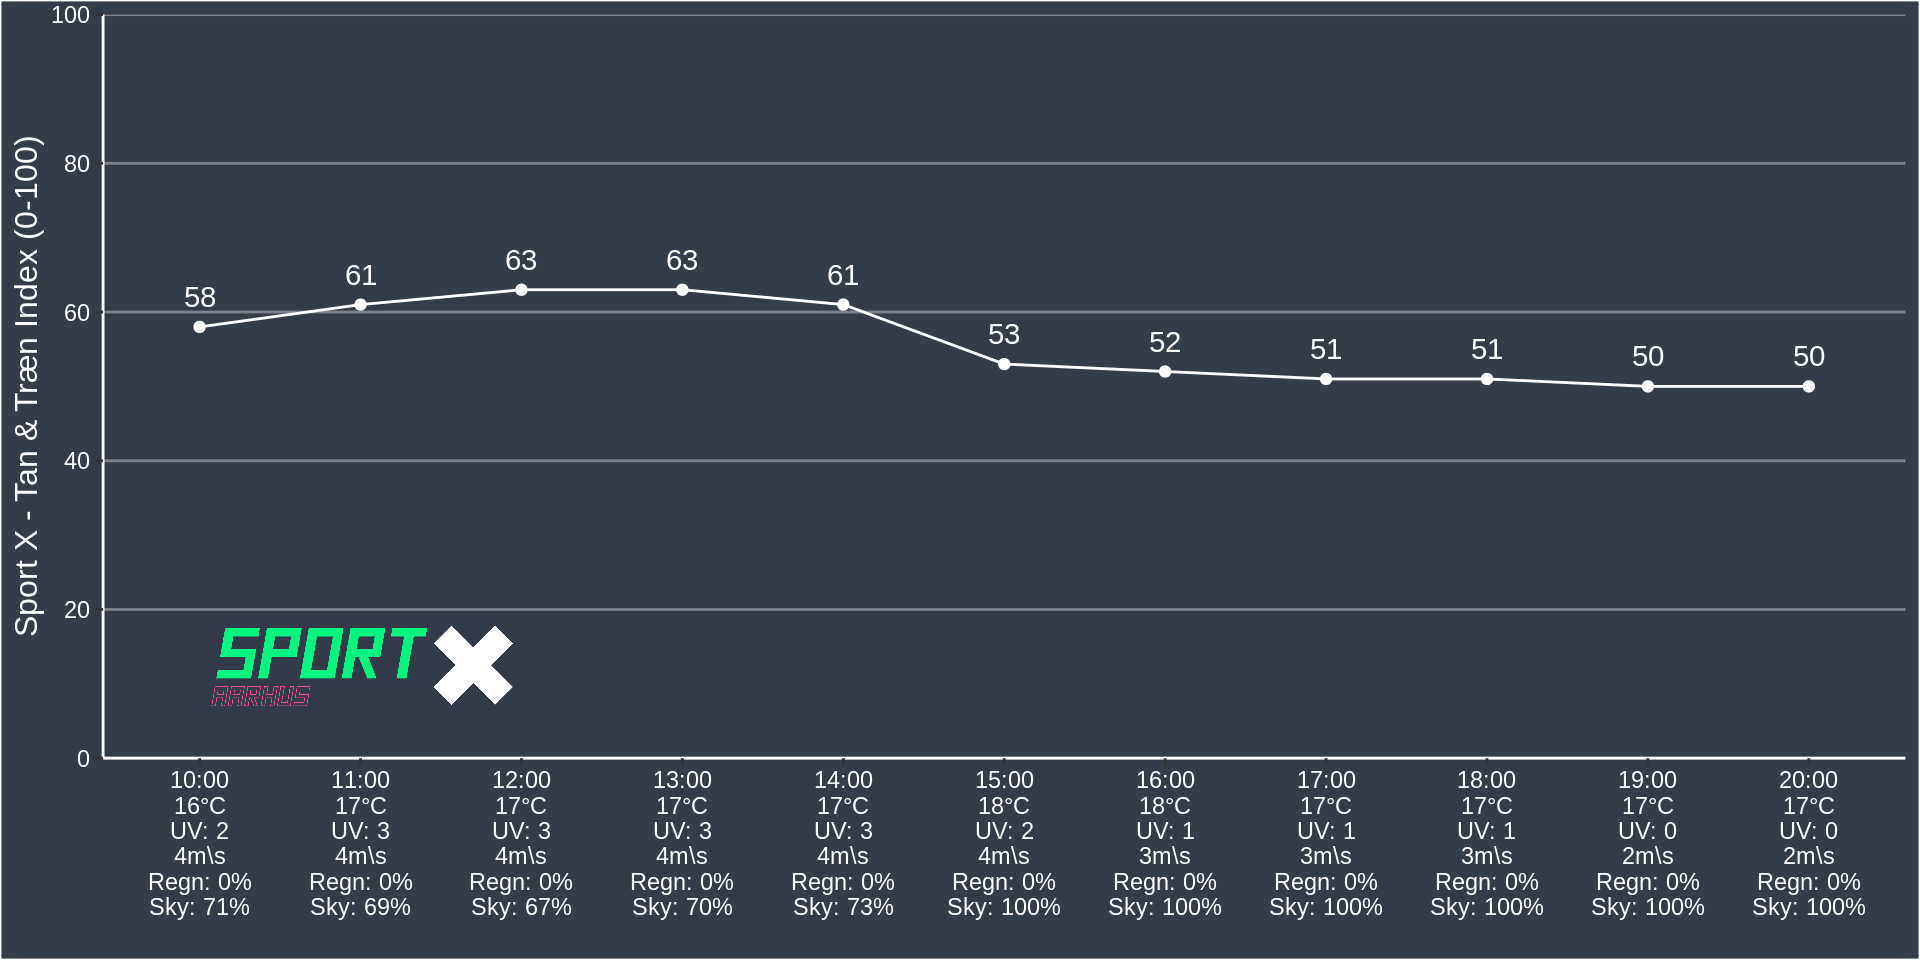 Sport X - Tan & Træn Index (0-100)
100
80
60
40
20
0
58
61
63
63
61
53
52
51
51
50
50
SPORT X
AARHUS
10:00 11:00 12:00 13:00 14:00 15:00 16:00 17:00 18:00 19:00 20:00
16°C 17°C 17°C 17°C 17°C 18°C 18°C 17°C 17°C 17°C 17°C
UV: 2 UV: 3 UV: 3 UV: 3 UV: 3 UV: 2 UV: 1 UV: 1 UV: 1 UV: 0 UV: 0
4m\s 4m\s 4m\s 4m\s 4m\s 4m\s 3m\s 3m\s 3m\s 2m\s 2m\s
Regn: 0% Regn: 0% Regn: 0% Regn: 0% Regn: 0% Regn: 0% Regn: 0% Regn: 0% Regn: 0% Regn: 0% Regn: 0%
Sky: 71% Sky: 69% Sky: 67% Sky: 70% Sky: 73% Sky: 100% Sky: 100% Sky: 100% Sky: 100% Sky: 100% Sky: 100%